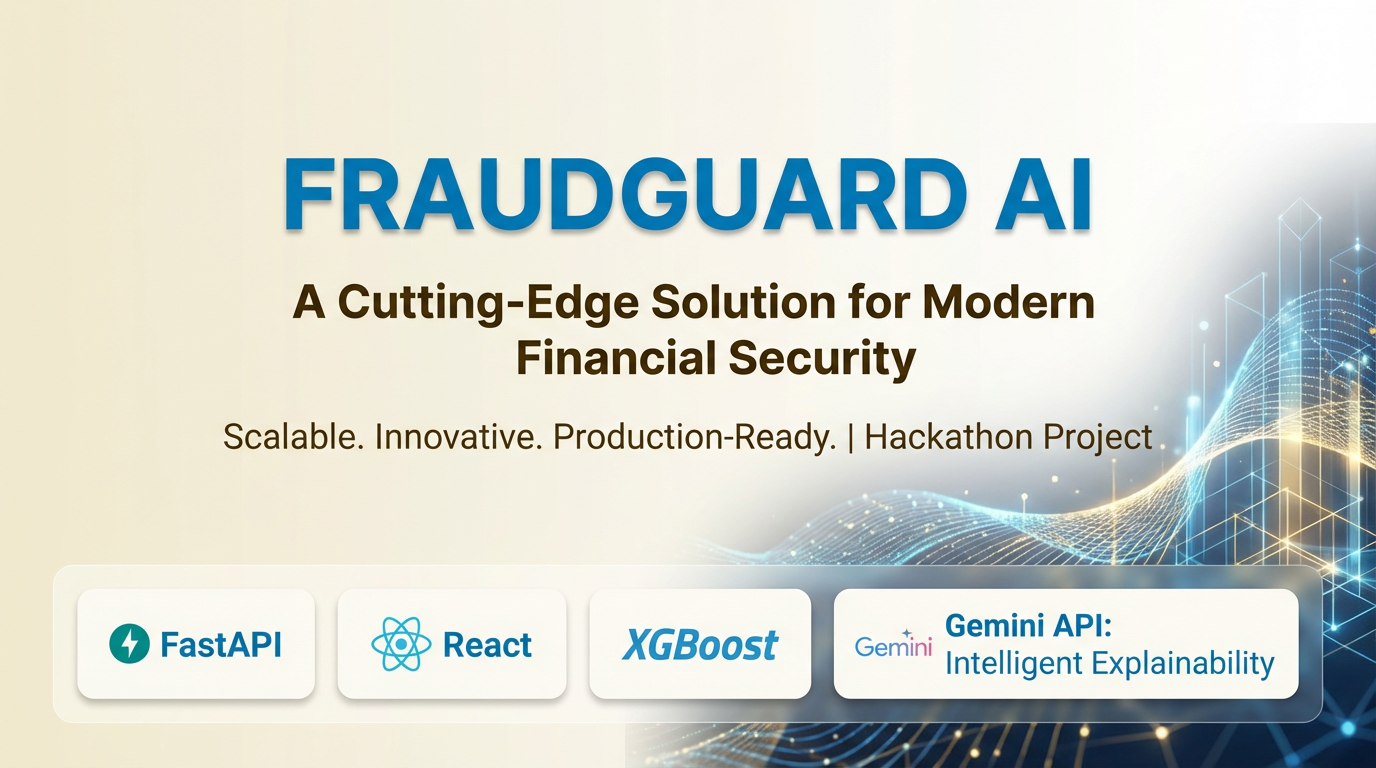 FRAUDGUARD AI
A Cutting-Edge Solution for Modern
Financial Security
Scalable. Innovative. Production-Ready. | Hackathon Project
FastAPI
React
XGBoost
Gemini
Gemini API:
Intelligent Explainability